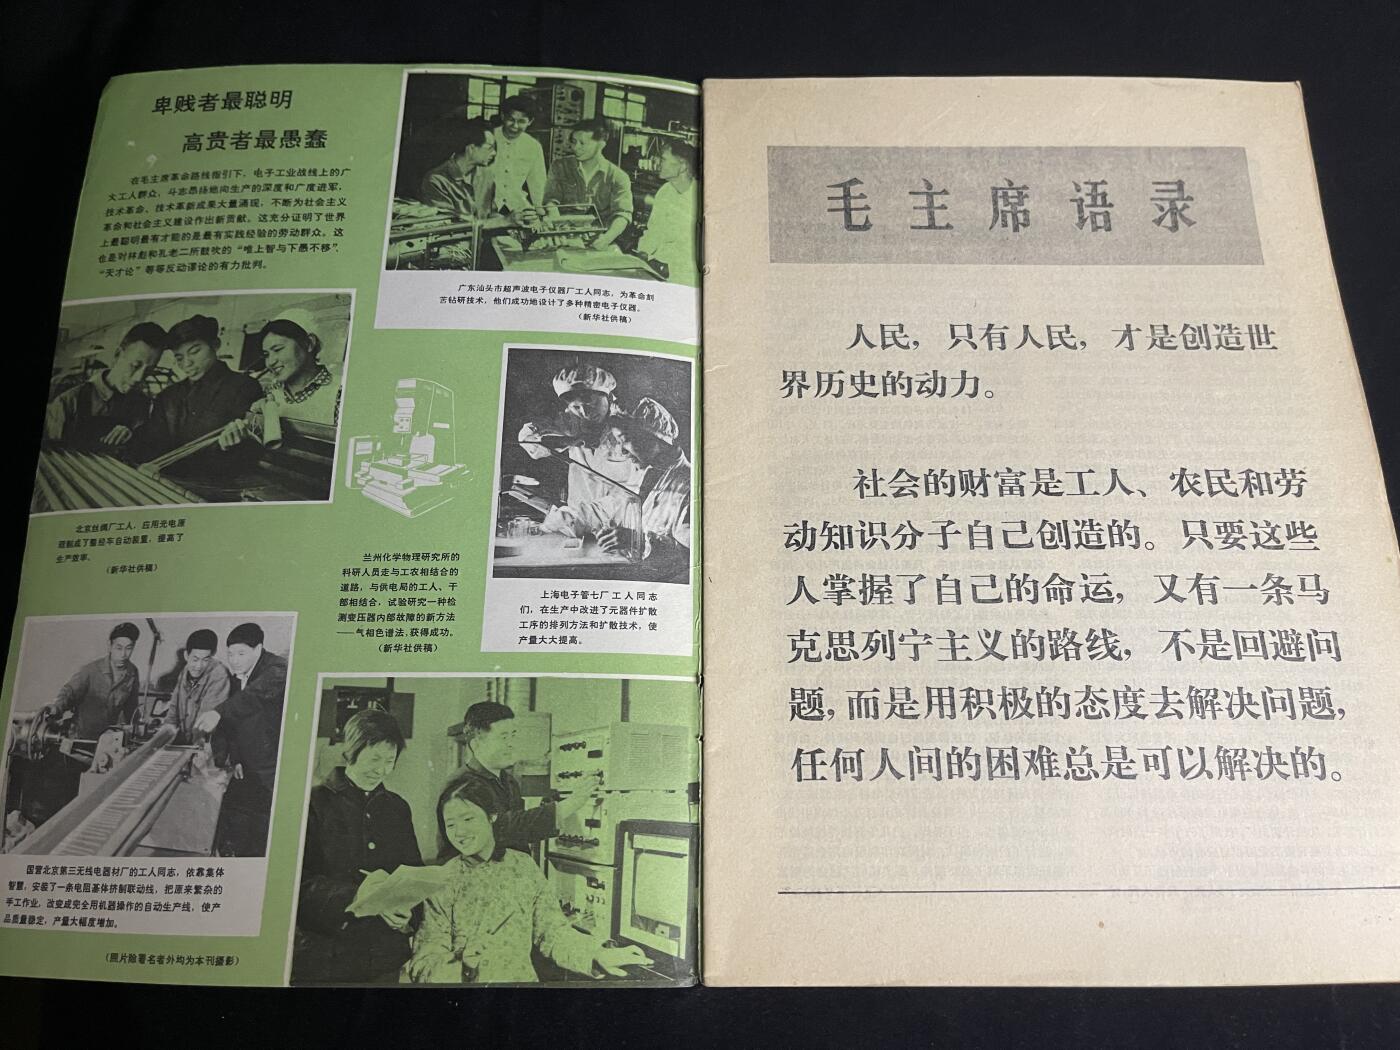 卑贱者最聪明
高贵者最愚蠢
在毛主席革命路线指引下，电子工业战线上的广
大工人群众，斗志昂扬地向生产的深度和广度进军，
技术革命、技术革新成果大量涌现，不断为社会主义
革命和社会主义建设作出新贡献。这充分证明了世界
上最聪明最有才能的是最有实践经验的劳动群众。这
也是对林彪和孔老二所鼓吹的“唯上智与下愚不移”、
“天才论”等等反动谬论的有力批判。
广东汕头市超声波电子仪器厂工人同志，为革命刻
苦钻研技术，他们成功地设计了多种精密电子仪器。
（新华社供稿）
北京丝绸厂工人，应用光电原
理制成了整经车自动装置，提高了
生产效率。
（新华社供稿）
兰州化学物理研究所的
科研人员走与工农相结合的
道路，与供电局的工人、干
部相结合，试验研究一种检
测变压器内部故障的新方法
——气相色谱法，获得成功。
（新华社供稿）
上海电子管七厂工人同志
们，在生产中改进了元器件扩散
工序的排列方法和扩散技术，使
产量大大提高。
国营北京第三无线电器材厂的工人同志，依靠集体
智慧，安装了一条电阻基体挤制联动线，把原来繁杂的
手工作业，改变成完全用机器操作的自动生产线，使产
品质量稳定，产量大幅度增加。
（照片除署名者外均为本刊摄影）
毛主席语录
人民，只有人民，才是创造世
界历史的动力。
社会的财富是工人、农民和劳
动知识分子自己创造的。只要这些
人掌握了自己的命运，又有一条马
克思列宁主义的路线，不是回避问
题，而是用积极的态度去解决问题，
任何人间的困难总是可以解决的。